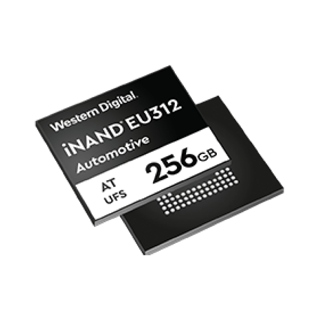 Western Digital.
iNAND® EU312
Automotive
AT
UFS
256GB